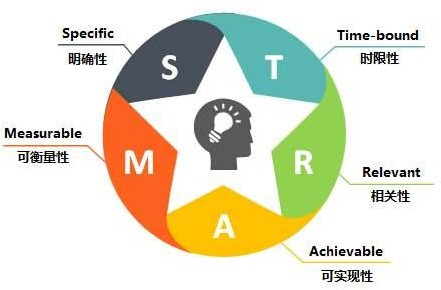 Specific
明确性
S
T
Time-bound
时限性
Measurable
可衡量性
M
R
Relevant
相关性
A
Achievable
可实现性